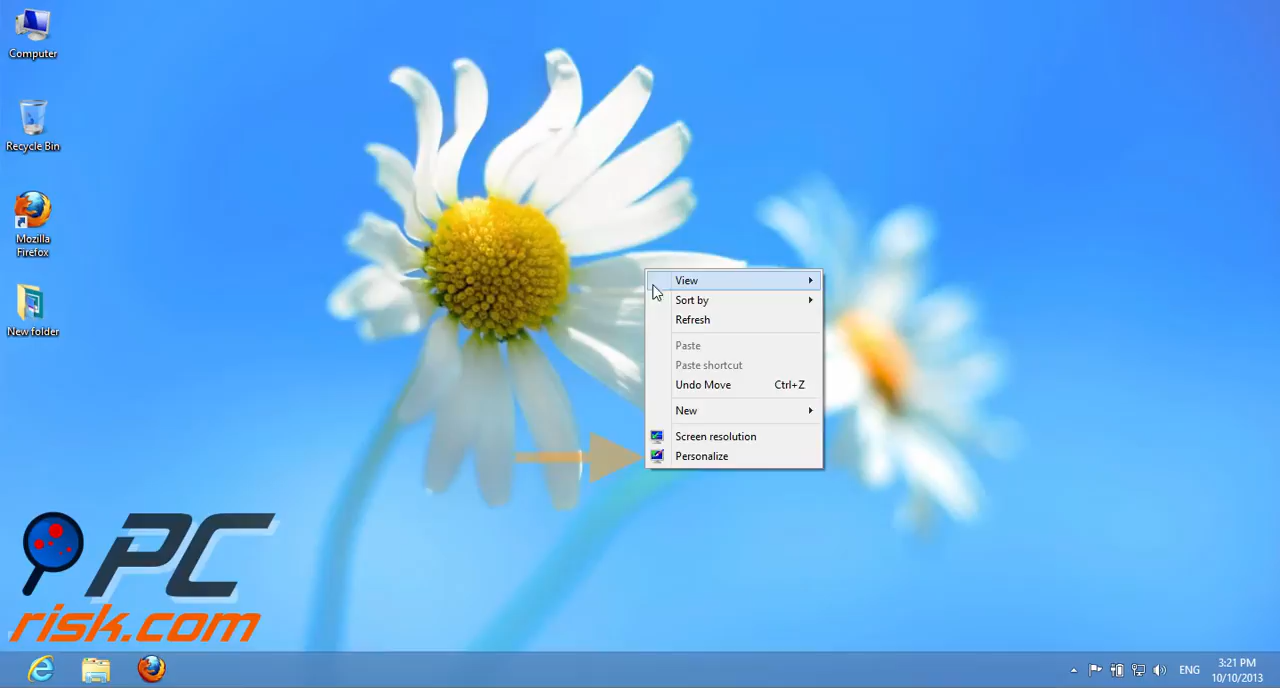 Computer
Recycle Bin
Mozilla
Firefox
New folder
View
Sort by
Refresh
Paste
Paste shortcut
Undo Move Ctrl+Z
New
Screen resolution
Personalize
PC
risk.com
ENG
3:21 PM
10/10/2013